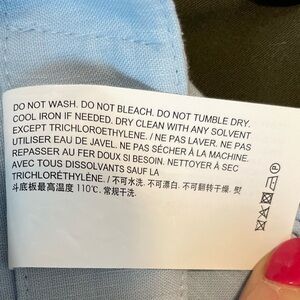 DO NOT WASH. DO NOT BLEACH. DO NOT TUMBLE DRY.
COOL IRON IF NEEDED. DRY CLEAN WITH ANY SOLVENT
EXCEPT TRICHLOROETHYLENE. / NE PAS LAVER. NE PAS
UTILISER EAU DE JAVEL. NE PAS SÉCHER À LA MACHINE.
REPASSER AU FER DOUX SI BESOIN. NETTOYER À SEC
AVEC TOUS DISSOLVANTS SAUF LA
TRICHLORÉTHYLÈNE. / 不可水洗. 不可漂白. 不可翻转干燥. 熨
斗底板最高温度 110℃. 常规干洗.
P